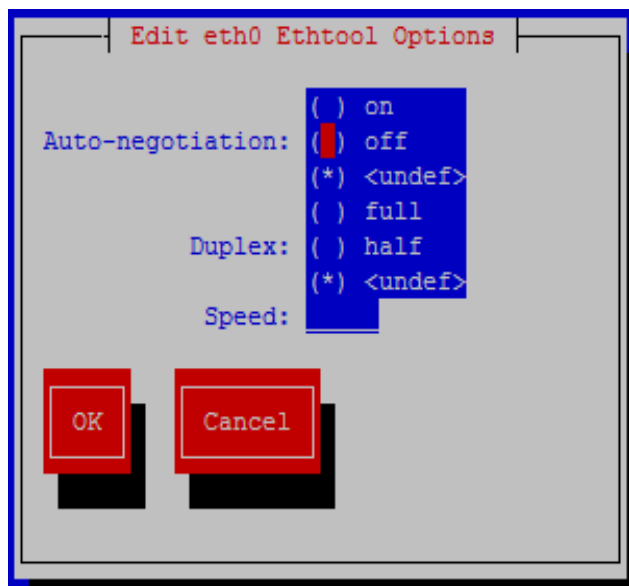 Edit eth0 Ethtool Options
( ) on
Auto-negotiation: ( ) off
(*) <undef>
( ) full
Duplex: ( ) half
(*) <undef>
Speed:
OK Cancel